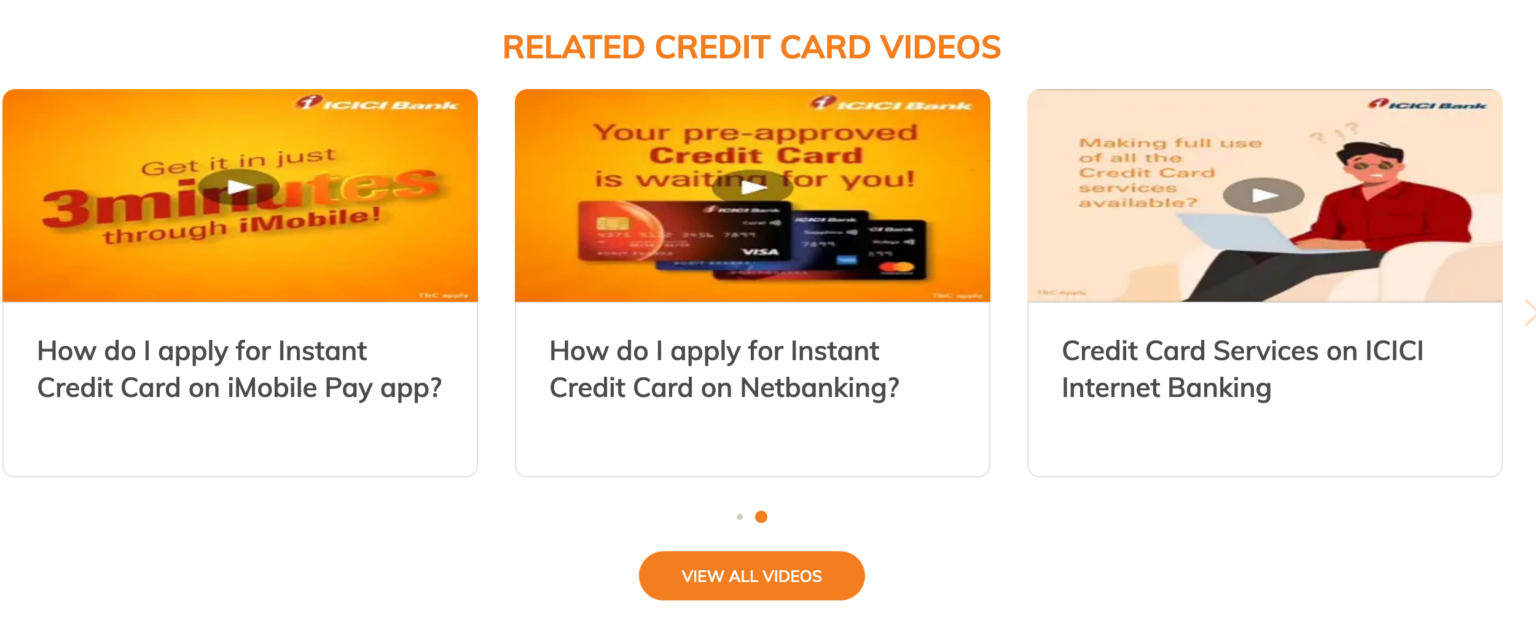 RELATED CREDIT CARD VIDEOS
ICICI Bank
Get it in just
3minutes
through iMobile!
T&C apply
How do I apply for Instant
Credit Card on iMobile Pay app?
ICICI Bank
Your pre-approved
Credit Card
is waiting for you!
ICICI Bank
ICICI Bank
Bank
VISA
T&C apply
How do I apply for Instant
Credit Card on Netbanking?
ICICI Bank
Making full use
of all the
Credit Card
services
available?
T&C Apply
Credit Card Services on ICICI
Internet Banking
VIEW ALL VIDEOS